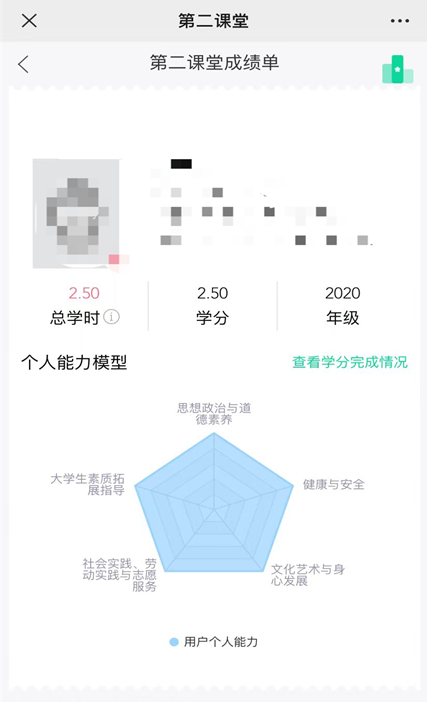 第二课堂
第二课堂成绩单
2.50
2.50
2020
总学时
学分
年级
个人能力模型
查看学分完成情况
思想政治与道
德素养
大学生素质拓
展指导
健康与安全
社会实践、劳
动实践与志愿
服务
文化艺术与身
心发展
用户个人能力